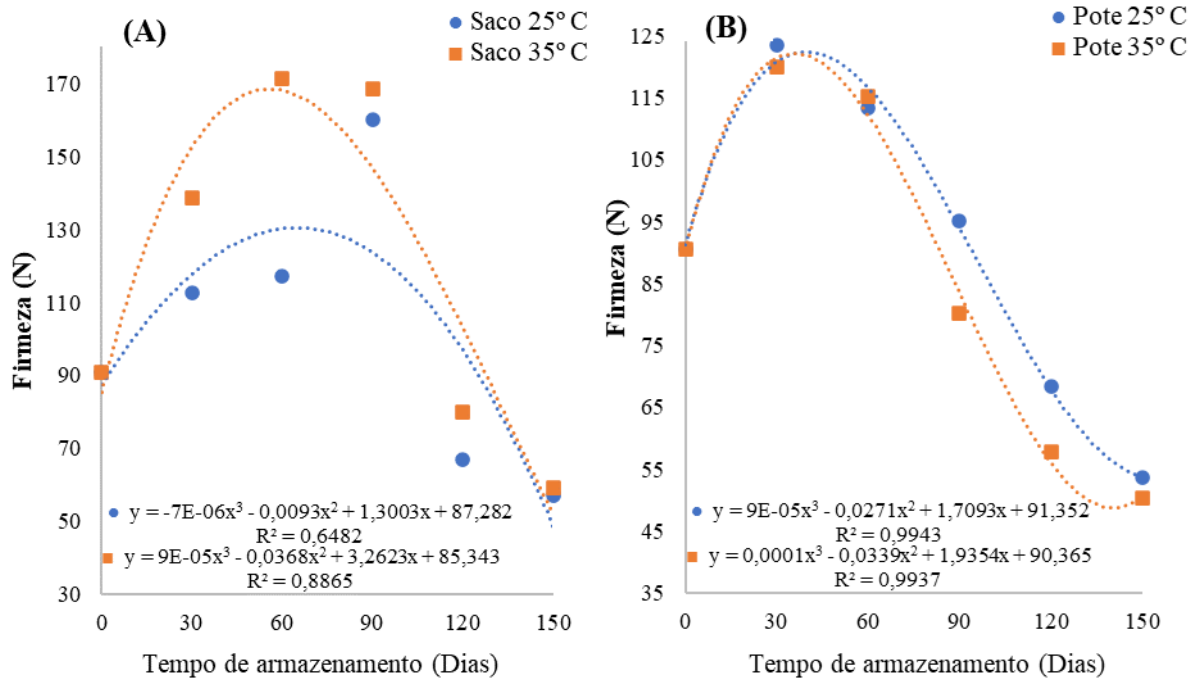 (A)
Saco 25° C
Saco 35° C
Firmeza (N)
170
150
130
110
90
70
50
30
y = -7E-06x³ - 0,0093x² + 1,3003x + 87,282
R² = 0,6482
y = 9E-05x³ - 0,0368x² + 3,2623x + 85,343
R² = 0,8865
0 30 60 90 120 150
Tempo de armazenamento (Dias)
(B)
Pote 25° C
Pote 35° C
Firmeza (N)
125
115
105
95
85
75
65
55
45
35
y = 9E-05x³ - 0,0271x² + 1,7093x + 91,352
R² = 0,9943
y = 0,0001x³ - 0,0339x² + 1,9354x + 90,365
R² = 0,9937
0 30 60 90 120 150
Tempo de armazenamento (Dias)